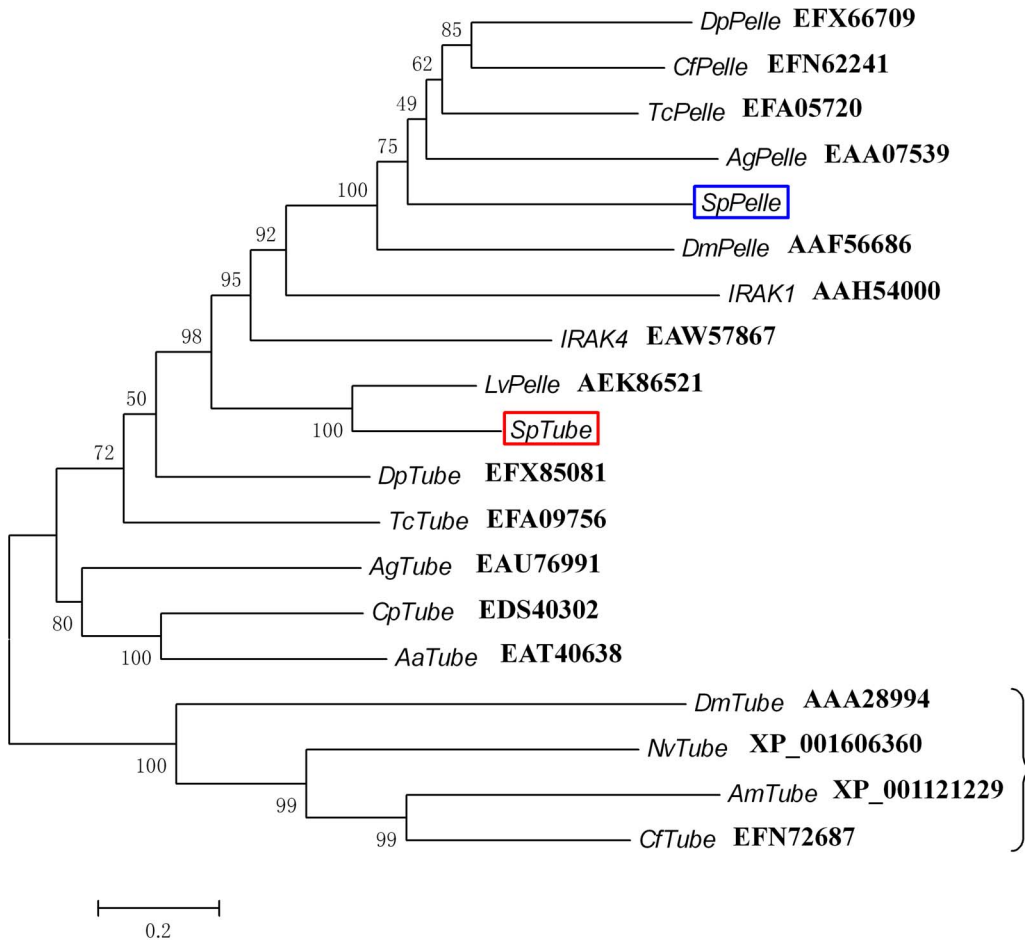 DpPelle EFX66709
85
CfPelle EFN62241
62
TcPelle EFA05720
49
AgPelle EAA07539
75
SpPelle
100
DmPelle AAF56686
92
IRAK1 AAH54000
95
IRAK4 EAW57867
98
LvPelle AEK86521
100
SpTube
50
DpTube EFX85081
72
TcTube EFA09756
AgTube EAU76991
80
CpTube EDS40302
100
AaTube EAT40638
DmTube AAA28994
100
NvTube XP_001606360
99
AmTube XP_001121229
99
CfTube EFN72687
0.2